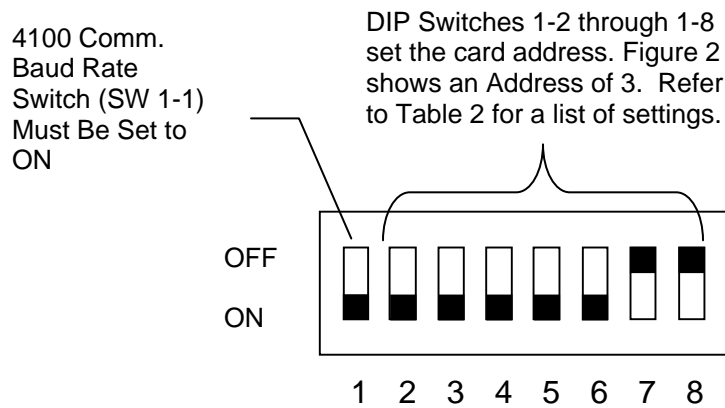 4100 Comm.
Baud Rate
Switch (SW 1-1)
Must Be Set to
ON
DIP Switches 1-2 through 1-8
set the card address. Figure 2
shows an Address of 3.  Refer
to Table 2 for a list of settings.
OFF
ON
1 2 3 4 5 6 7 8